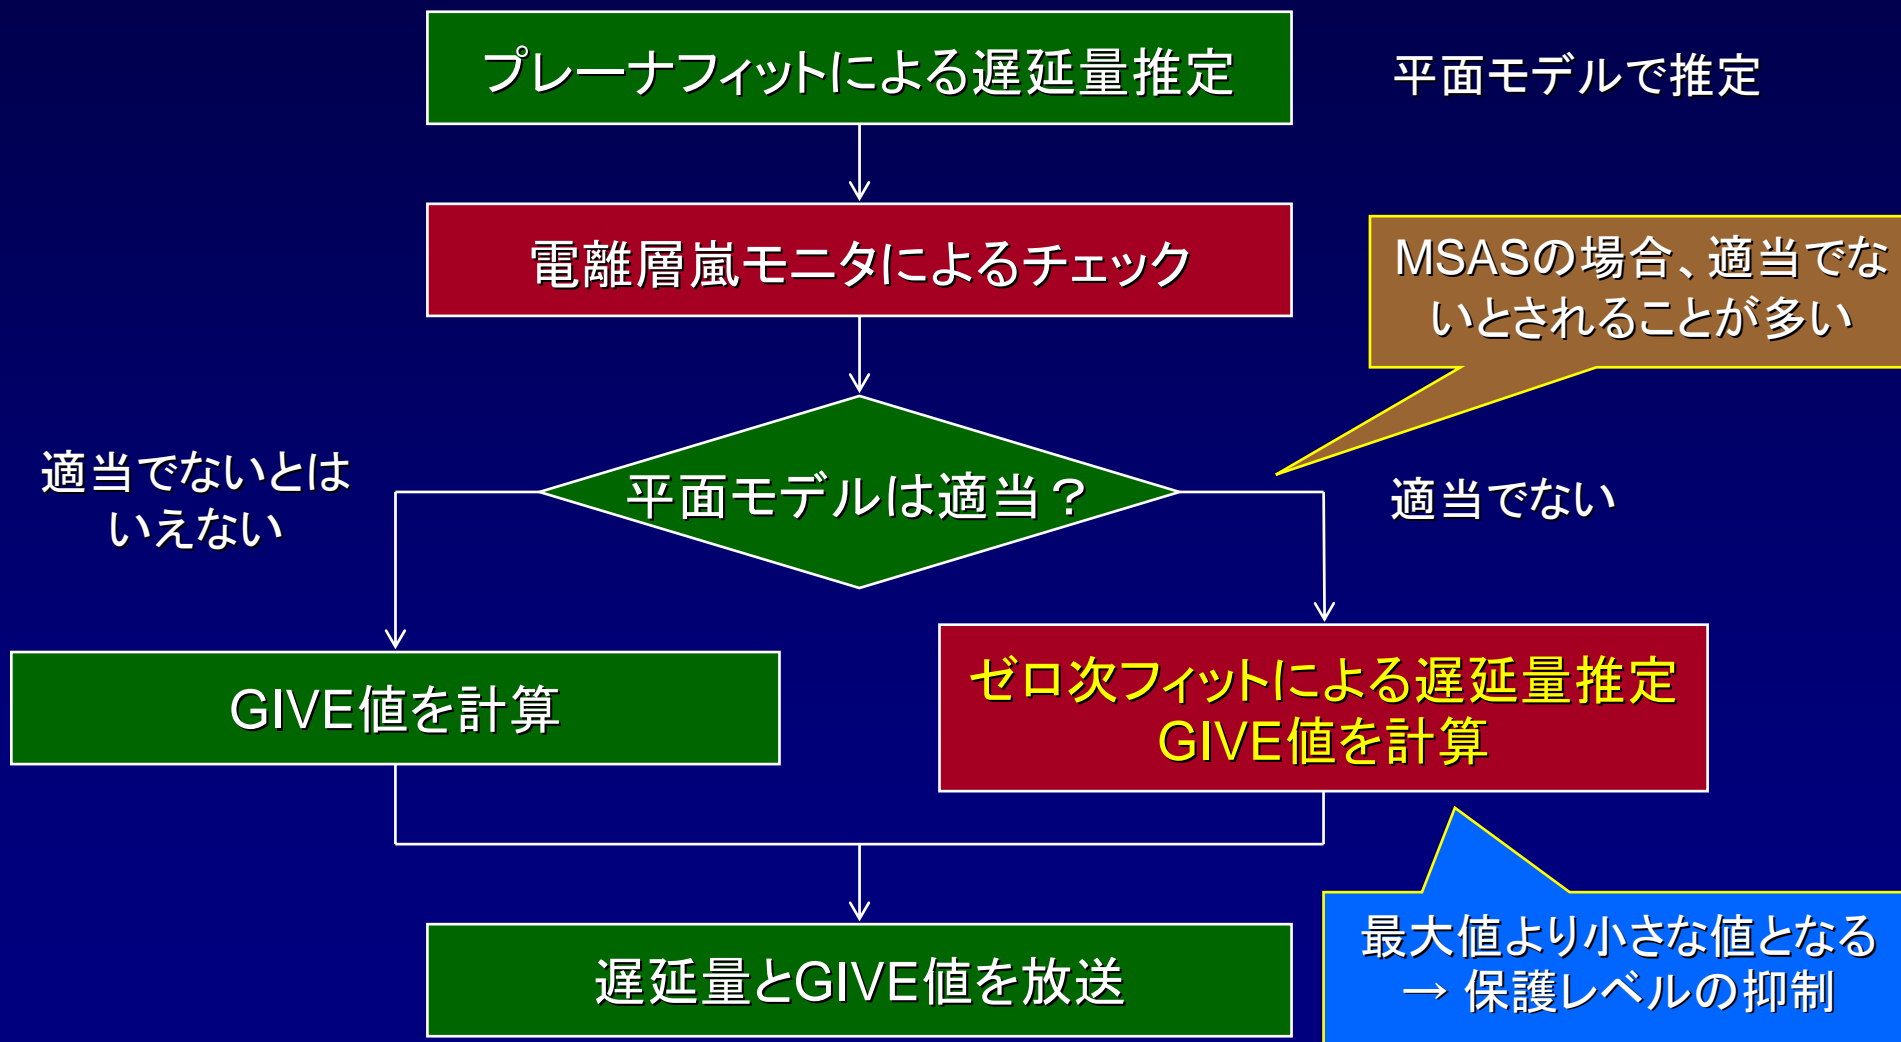 プレーナフィットによる遅延量推定
平面モデルで推定
電離層嵐モニタによるチェック
MSASの場合、適当でな
いとされることが多い
平面モデルは適当？
適当でないとは
いえない
適当でない
GIVE値を計算
ゼロ次フィットによる遅延量推定
GIVE値を計算
遅延量とGIVE値を放送
最大値より小さな値となる
→ 保護レベルの抑制